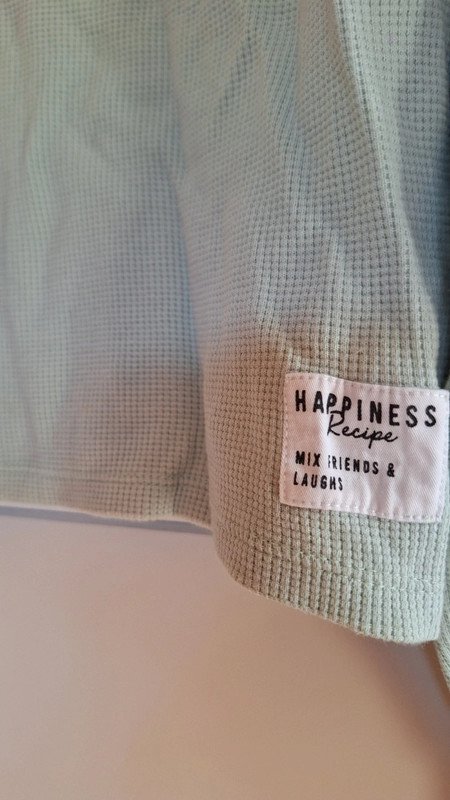 HAPPINESS
Recipe
MIX FRIENDS &
LAUGHS